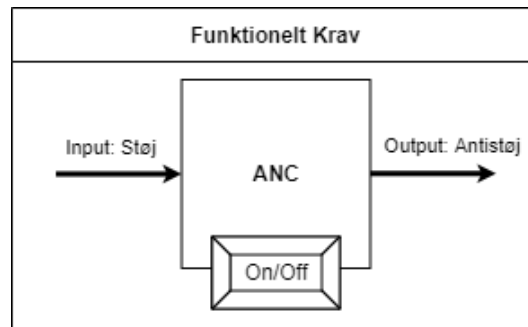 Funktionelt Krav
Input: Støj
Output: Antistøj
ANC
On/Off